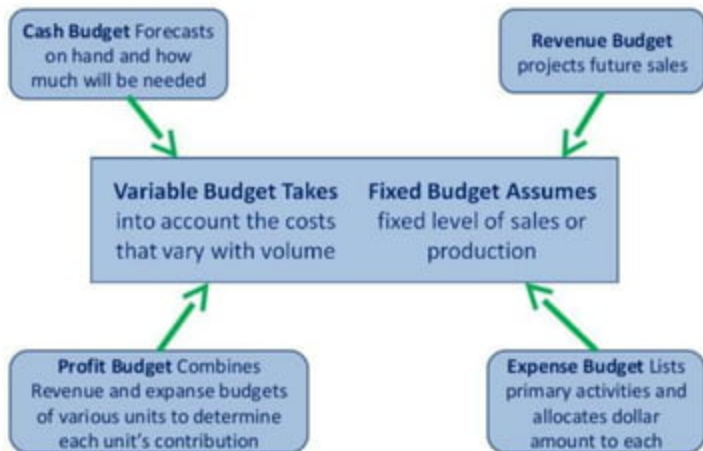 Cash Budget Forecasts
on hand and how
much will be needed
Revenue Budget
projects future sales
Variable Budget Takes
into account the costs
that vary with volume
Fixed Budget Assumes
fixed level of sales or
production
Profit Budget Combines
Revenue and expanse budgets
of various units to determine
each unit's contribution
Expense Budget Lists
primary activities and
allocates dollar
amount to each